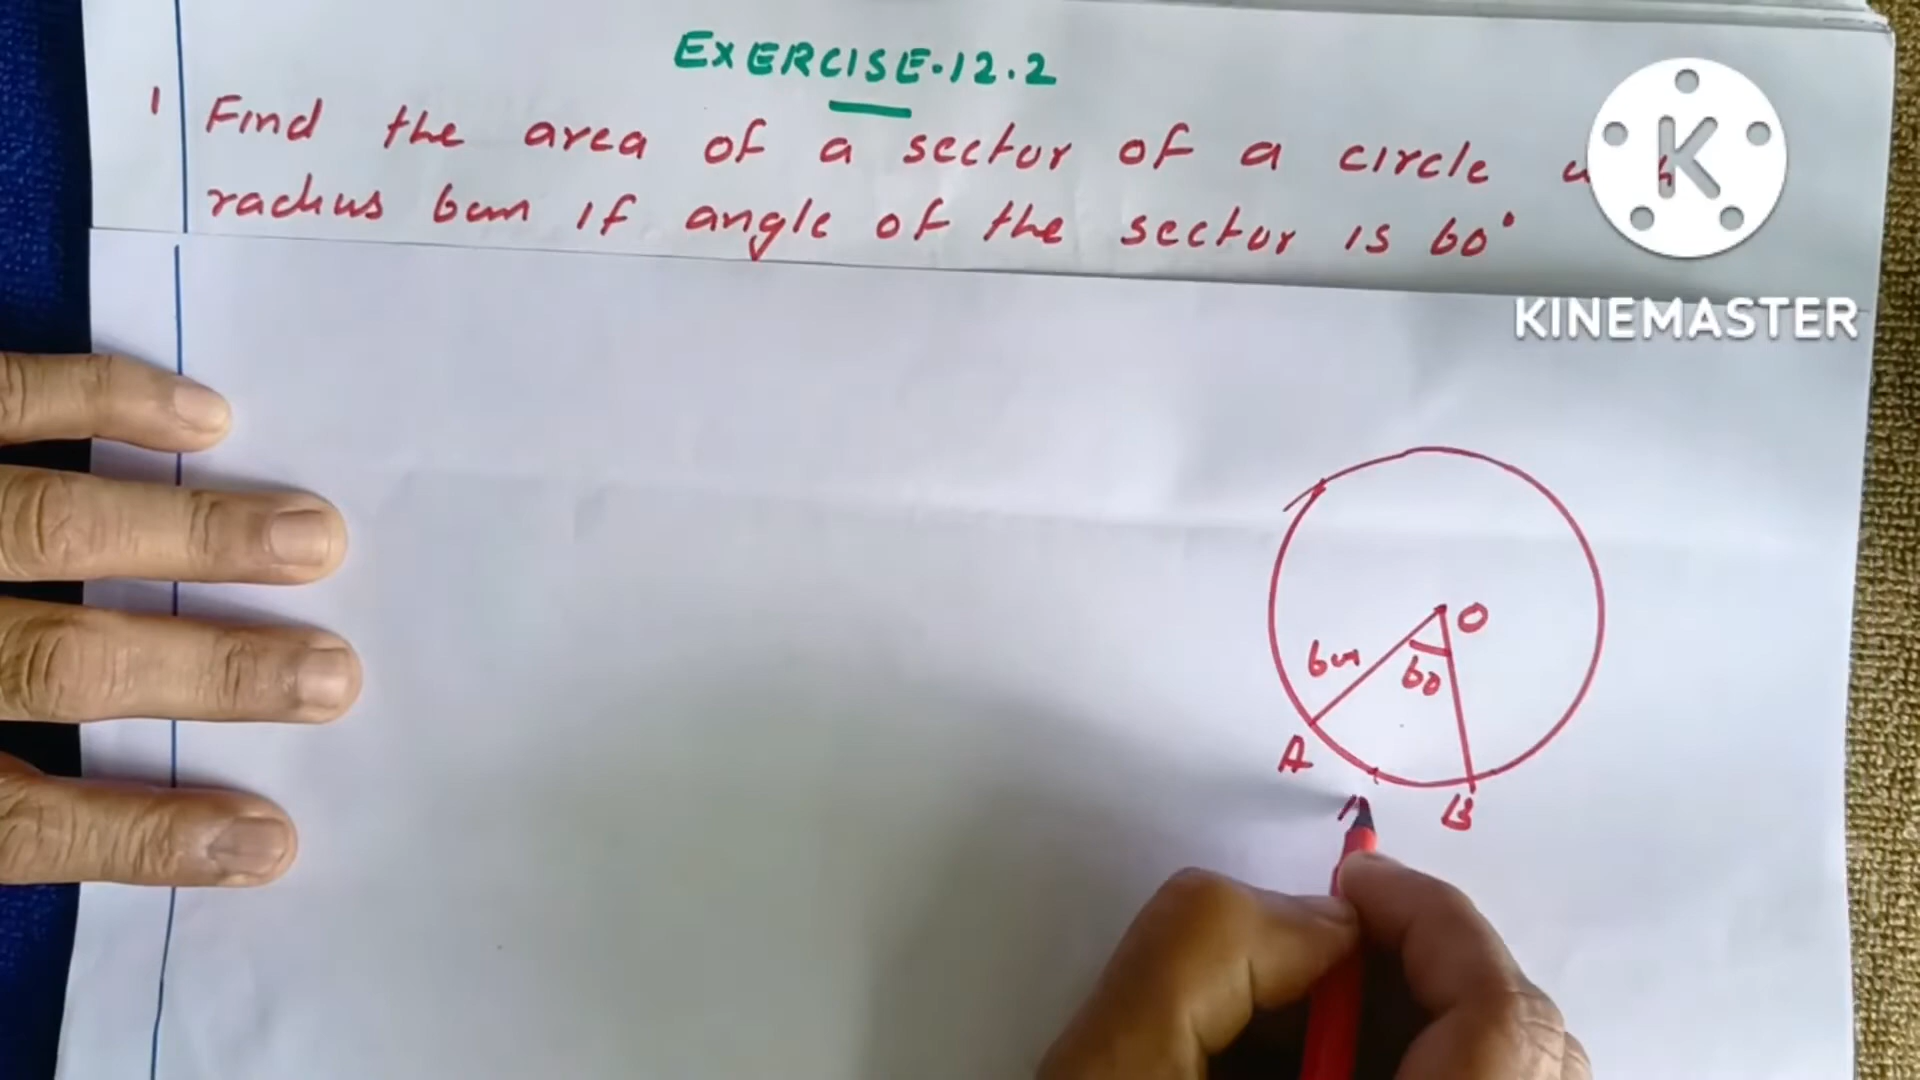 EXERCISE.12.2
1 Find the area of a sector of a circle
radius 6cm if angle of the sector is 60°
K
KINEMASTER
O
6cm
60
A
B